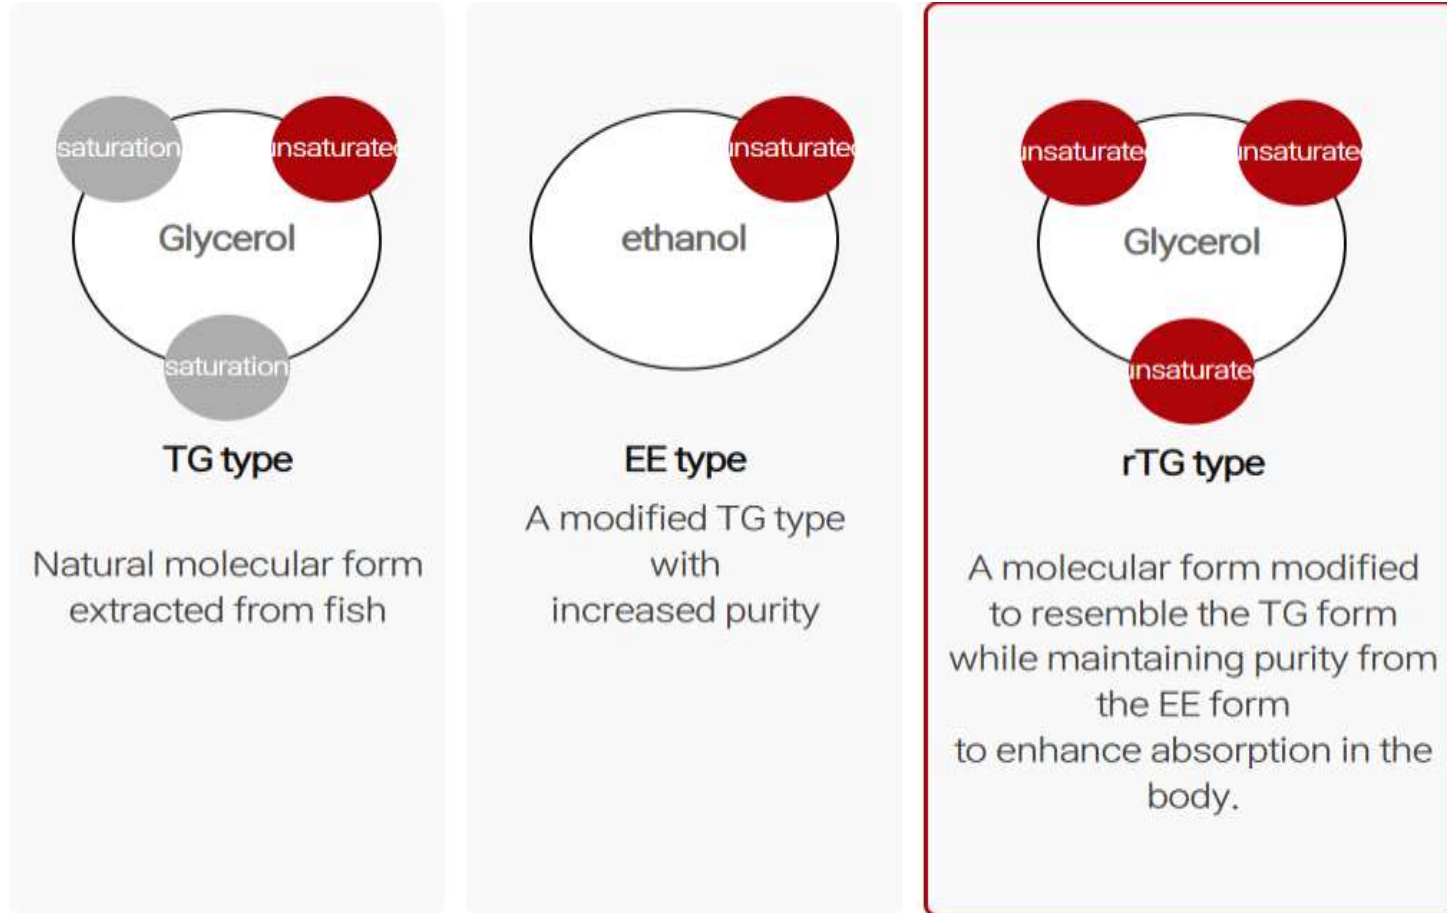 saturation
unsaturated
Glycerol
saturation
TG type
Natural molecular form
extracted from fish
unsaturated
ethanol
EE type
A modified TG type
with
increased purity
unsaturated
unsaturated
Glycerol
unsaturated
rTG type
A molecular form modified
to resemble the TG form
while maintaining purity from
the EE form
to enhance absorption in the
body.